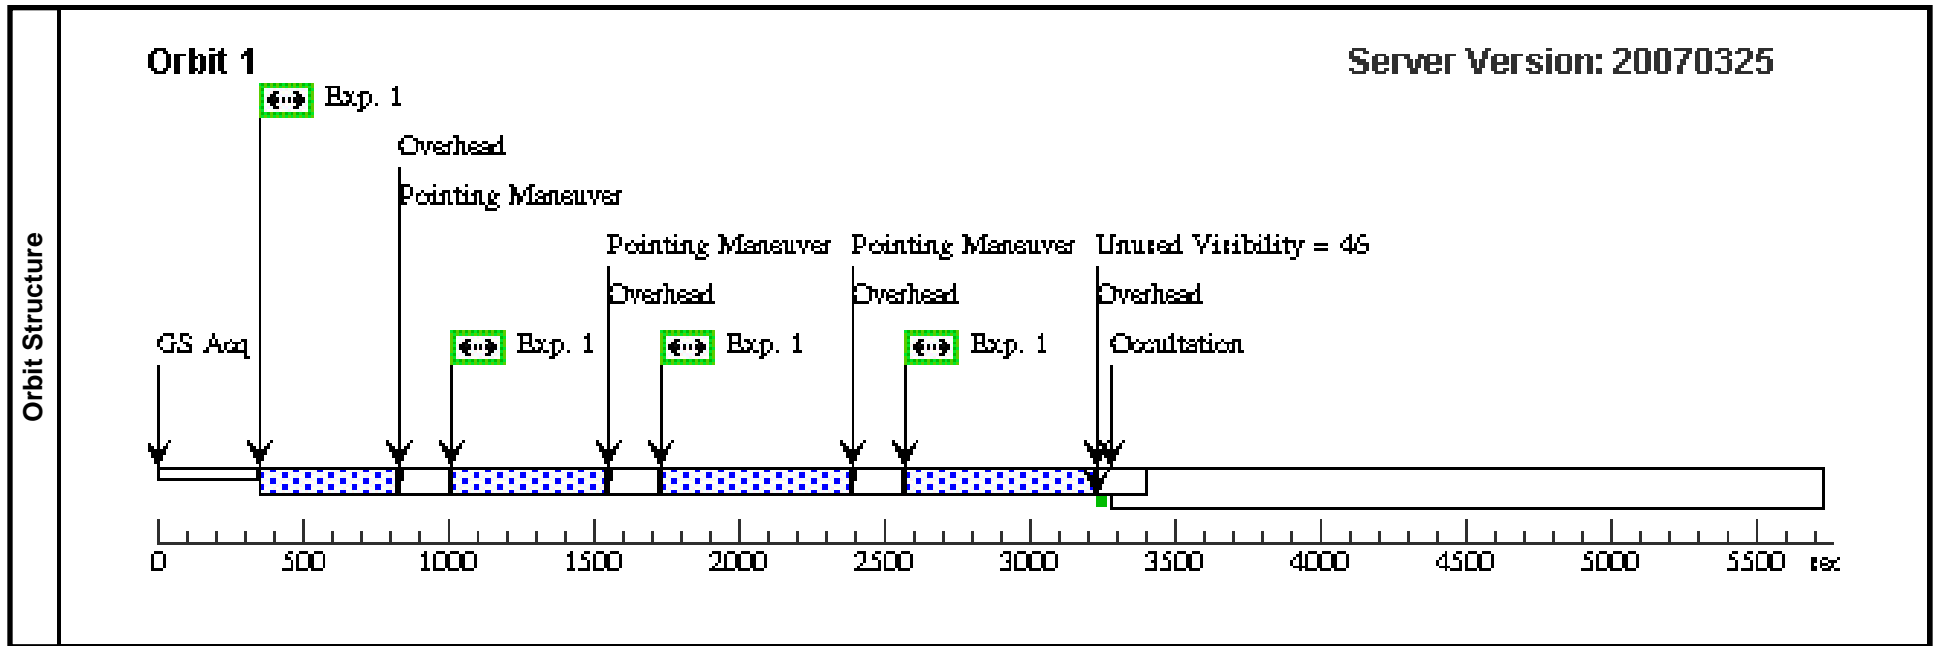 Orbit Structure
Orbit 1
Server Version: 20070325
Exp. 1
Overhead
Pointing Maneuver
Pointing Maneuver
Pointing Maneuver
Unused Visibility = 46
Overhead
Overhead
Overhead
GS Acq
Exp. 1
Exp. 1
Exp. 1
Occultation
0 500 1000 1500 2000 2500 3000 3500 4000 4500 5000 5500 sec